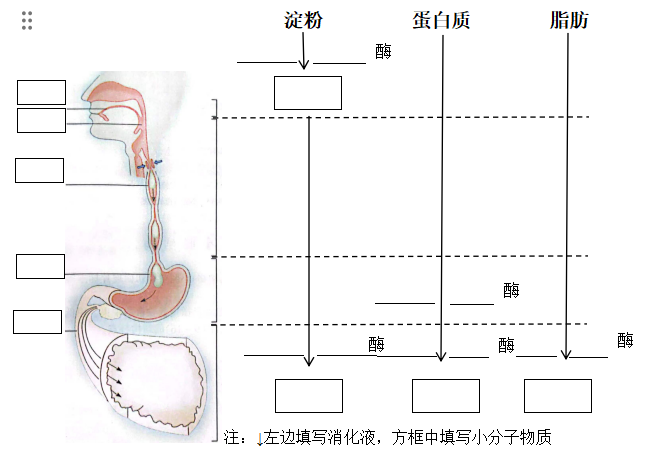 淀粉 蛋白质 脂肪
酶
酶
酶 酶 酶
注：↓左边填写消化液，方框中填写小分子物质